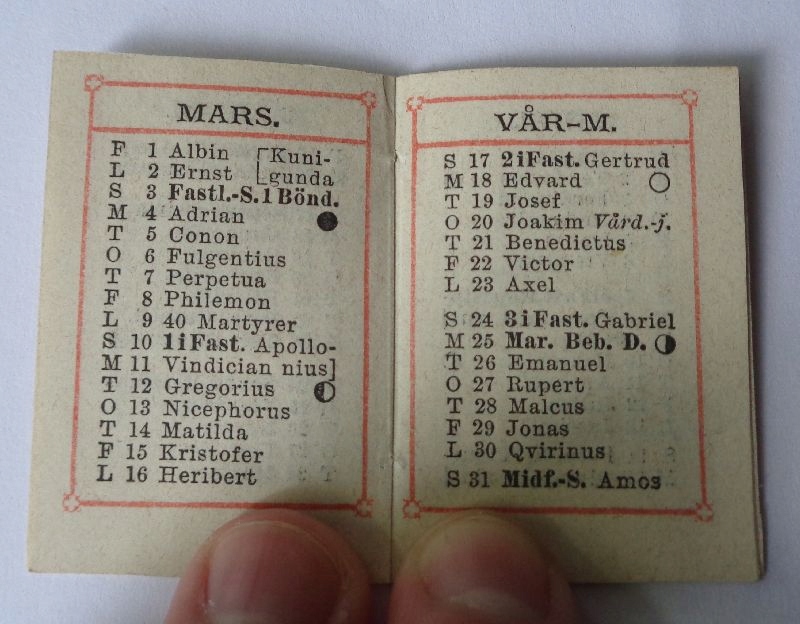 MARS.
F 1 Albin [Kuni-
L 2 Ernst gunda
S 3 Fastl.-S. 1 Bönd.
M 4 Adrian
T 5 Conon
O 6 Fulgentius
T 7 Perpetua
F 8 Philemon
L 9 40 Martyrer
S 10 1 i Fast. Apollo-
M 11 Vindician nius]
T 12 Gregorius
O 13 Nicephorus
T 14 Matilda
F 15 Kristofer
L 16 Heribert
VÅR-M.
S 17 2 i Fast. Gertrud
M 18 Edvard
T 19 Josef
O 20 Joakim Vård.-j.
T 21 Benedictus
F 22 Victor
L 23 Axel
S 24 3 i Fast. Gabriel
M 25 Mar. Beb. D.
T 26 Emanuel
O 27 Rupert
T 28 Malcus
F 29 Jonas
L 30 Qvirinus
S 31 Midf.-S. Amos